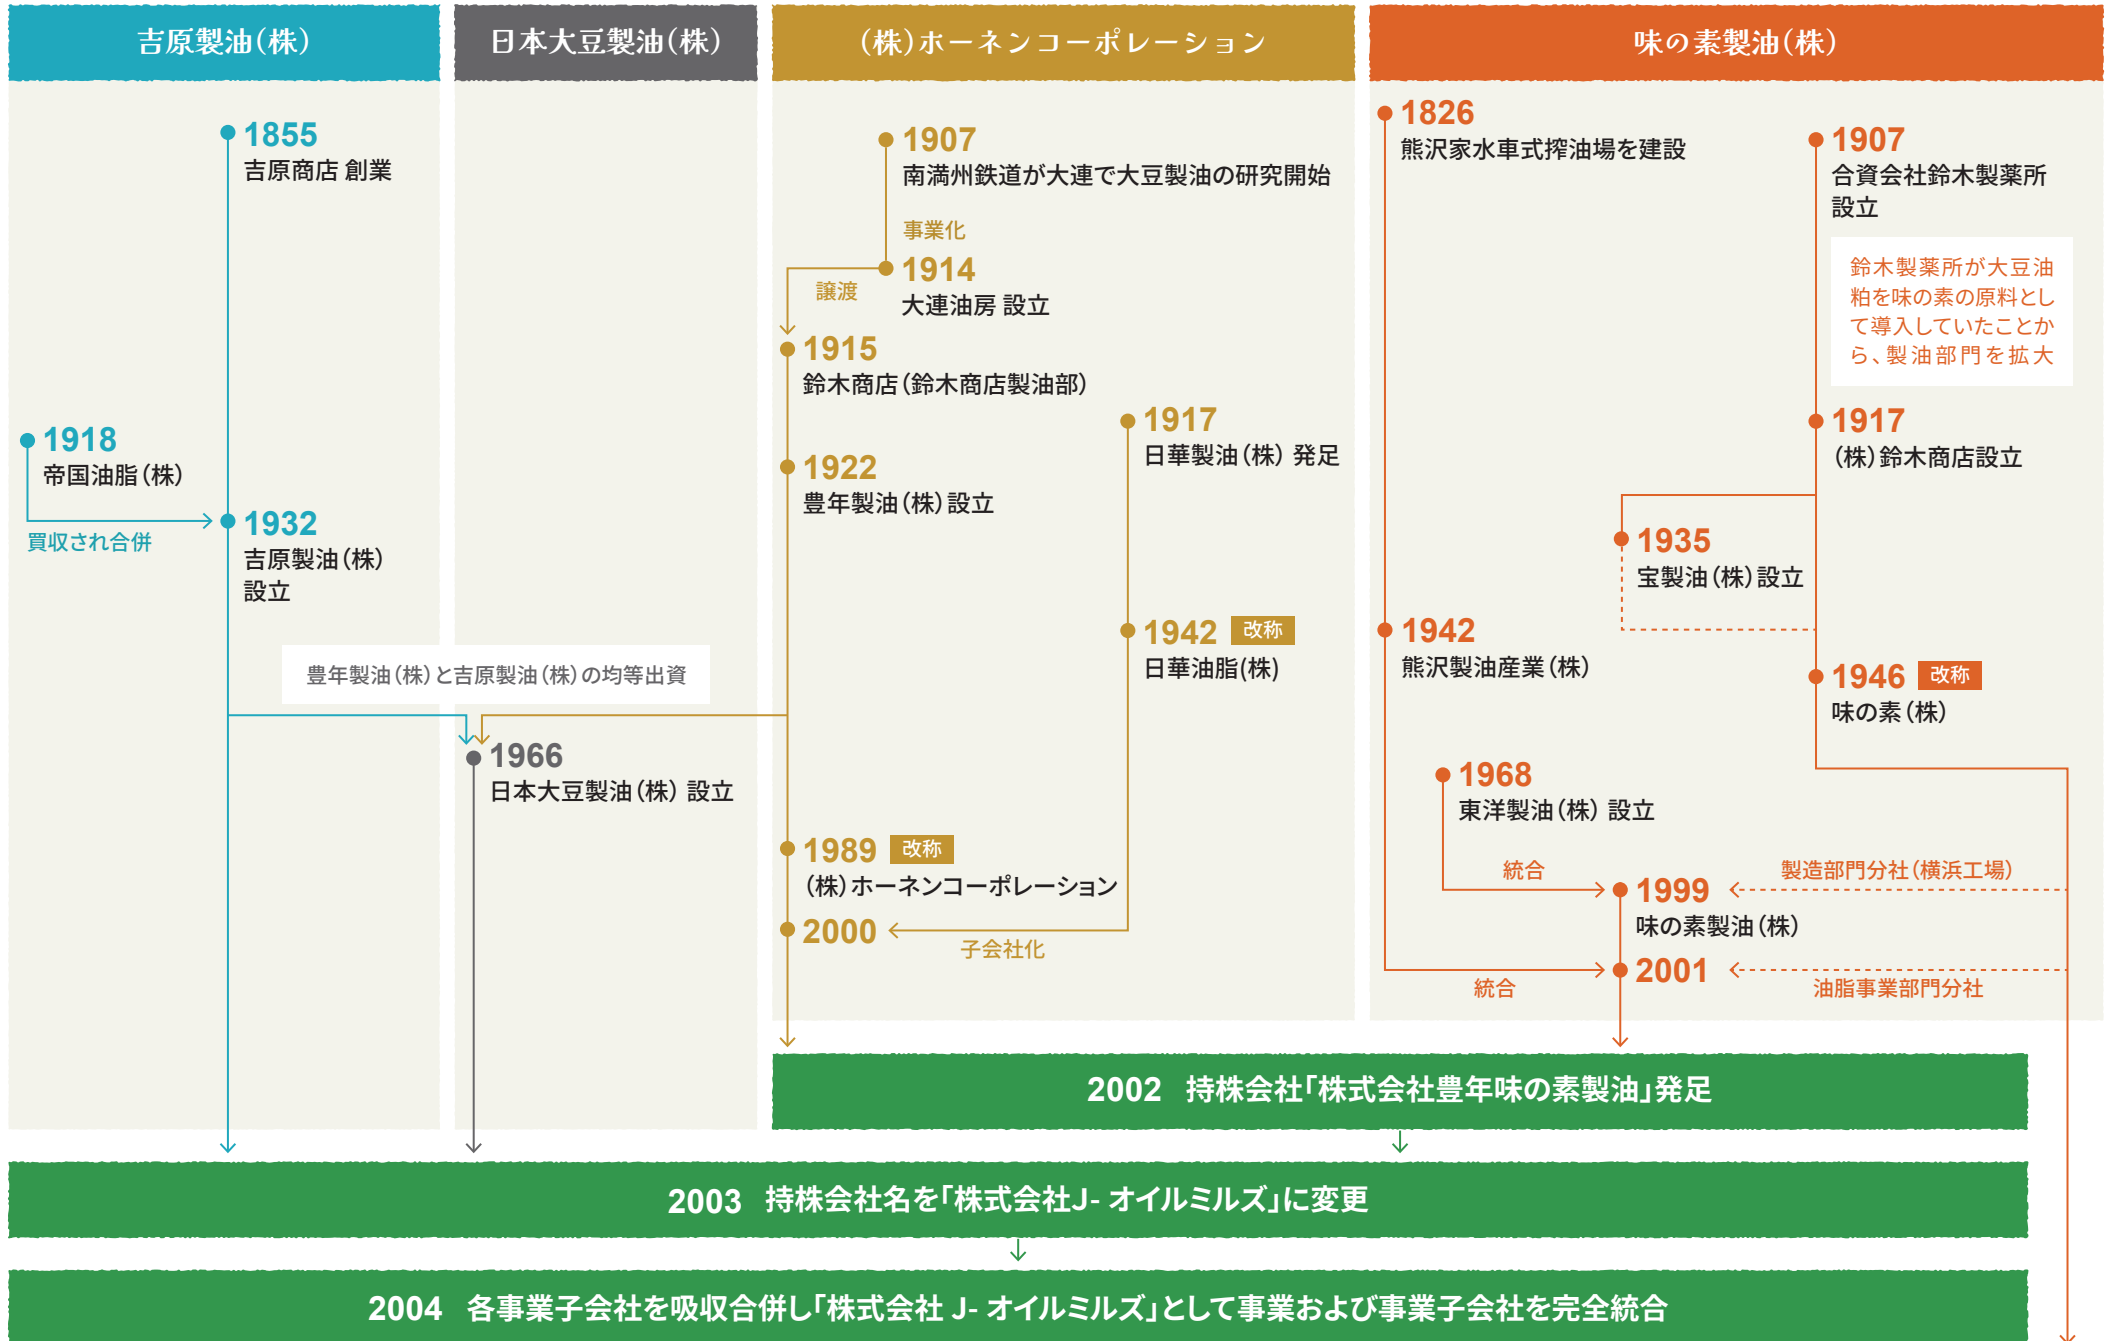 吉原製油(株)
日本大豆製油(株)
(株)ホーネンコーポレーション
味の素製油(株)
1855
吉原商店 創業
1918
帝国油脂(株)
買収され合併
1932
吉原製油(株)
設立
豊年製油(株)と吉原製油(株)の均等出資
1966
日本大豆製油(株) 設立
1907
南満州鉄道が大連で大豆製油の研究開始
事業化
1914
大連油房 設立
譲渡
1915
鈴木商店(鈴木商店製油部)
1917
日華製油(株) 発足
1922
豊年製油(株)設立
1942 改称
日華油脂(株)
1989 改称
(株)ホーネンコーポレーション
2000
子会社化
1826
熊沢家水車式搾油場を建設
1907
合資会社鈴木製薬所
設立
鈴木製薬所が大豆油
粕を味の素の原料とし
て導入していたことか
ら、製油部門を拡大
1917
(株)鈴木商店設立
1935
宝製油(株)設立
1942
熊沢製油産業(株)
1946 改称
味の素(株)
1968
東洋製油(株) 設立
統合
製造部門分社(横浜工場)
1999
味の素製油(株)
2001
統合
油脂事業部門分社
2002 持株会社「株式会社豊年味の素製油」発足
2003 持株会社名を「株式会社J- オイルミルズ」に変更
2004 各事業子会社を吸収合併し「株式会社 J- オイルミルズ」として事業および事業子会社を完全統合